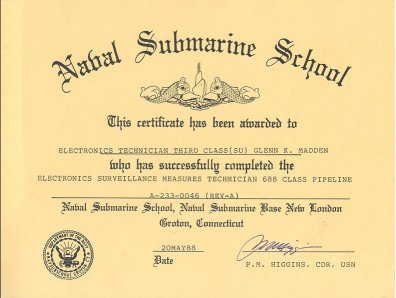 Naval Submarine School
This certificate has been awarded to
ELECTRONICS TECHNICIAN THIRD CLASS(SU) GLENN K. MADDEN
who has successfully completed the
ELECTRONICS SURVEILLANCE MEASURES TECHNICIAN 688 CLASS PIPELINE
A-233-0046 (REV-A)
Naval Submarine School, Naval Submarine Base New London
Groton, Connecticut
20MAY88
Date
P.M. HIGGINS, CDR, USN